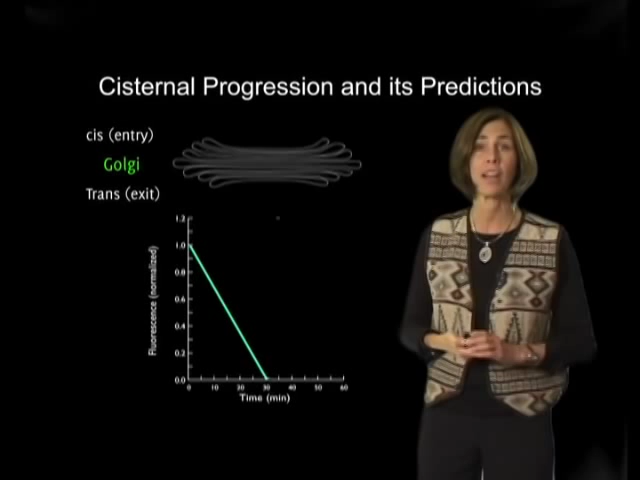 Cisternal Progression and its Predictions
cis (entry)
Golgi
Trans (exit)
1.2
1.0
0.8
0.6
0.4
0.2
0.0
Fluorescence (normalized)
0 10 20 30 40 50 60
Time (min)